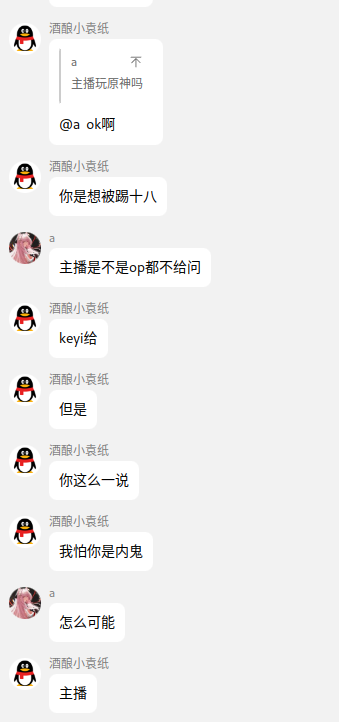 酒酿小袁纸
a 不
主播玩原神吗
@a ok啊
酒酿小袁纸
你是想被踢十八
a
主播是不是op都不给问
酒酿小袁纸
keyi给
酒酿小袁纸
但是
酒酿小袁纸
你这么一说
酒酿小袁纸
我怕你是内鬼
a
怎么可能
酒酿小袁纸
主播